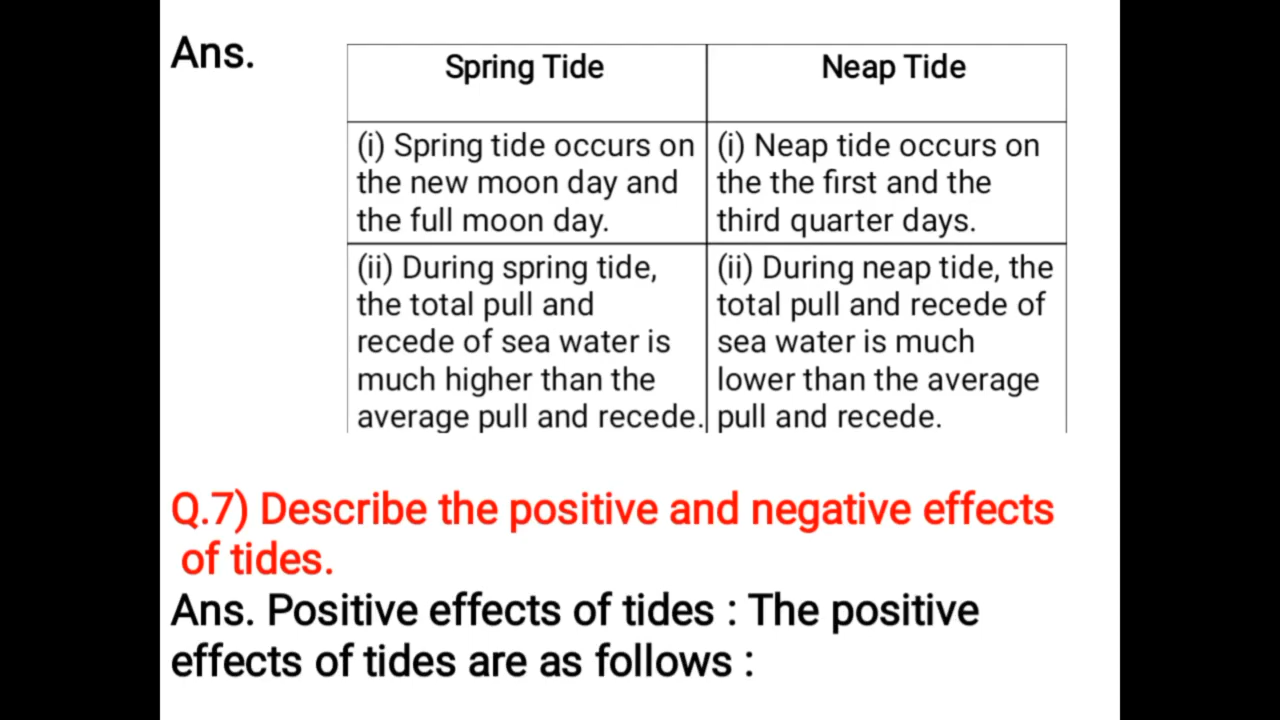 Ans.
Spring Tide
Neap Tide
(i) Spring tide occurs on
the new moon day and
the full moon day.
(i) Neap tide occurs on
the the first and the
third quarter days.
(ii) During spring tide,
the total pull and
recede of sea water is
much higher than the
average pull and recede.
(ii) During neap tide, the
total pull and recede of
sea water is much
lower than the average
pull and recede.
Q.7) Describe the positive and negative effects
of tides.
Ans. Positive effects of tides : The positive
effects of tides are as follows :